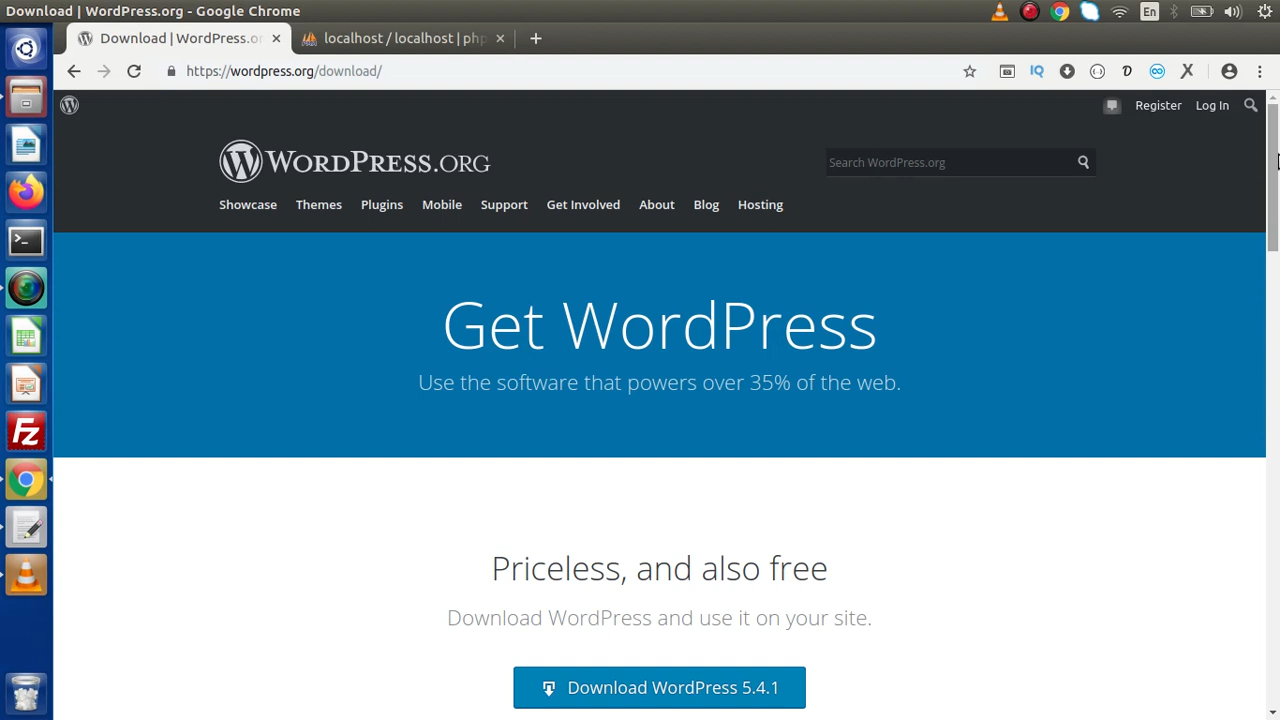 Download | WordPress.org - Google Chrome
En
Download | WordPress.or
localhost / localhost | php
https://wordpress.org/download/
IQ
Register
Log In
WORDPRESS.ORG
Search WordPress.org
Showcase
Themes
Plugins
Mobile
Support
Get Involved
About
Blog
Hosting
Get WordPress
Use the software that powers over 35% of the web.
Priceless, and also free
Download WordPress and use it on your site.
Download WordPress 5.4.1